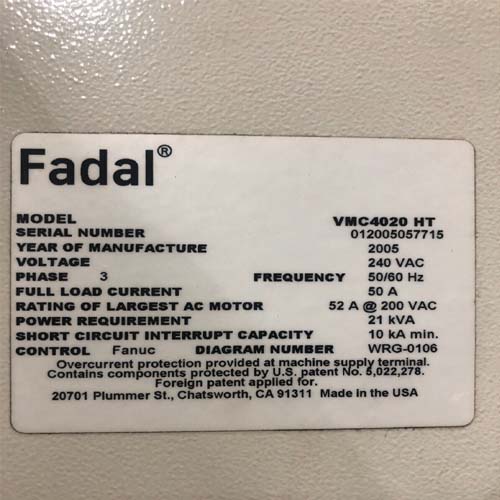 Fadal®
MODEL VMC4020 HT
SERIAL NUMBER 012005057715
YEAR OF MANUFACTURE 2005
VOLTAGE 240 VAC
PHASE 3 FREQUENCY 50/60 Hz
FULL LOAD CURRENT 50 A
RATING OF LARGEST AC MOTOR 52 A @ 200 VAC
POWER REQUIREMENT 21 kVA
SHORT CIRCUIT INTERRUPT CAPACITY 10 kA min.
CONTROL Fanuc DIAGRAM NUMBER WRG-0106
Overcurrent protection provided at machine supply terminal.
Contains components protected by U.S. patent No. 5,022,278.
Foreign patent applied for.
20701 Plummer St., Chatsworth, CA 91311 Made in the USA